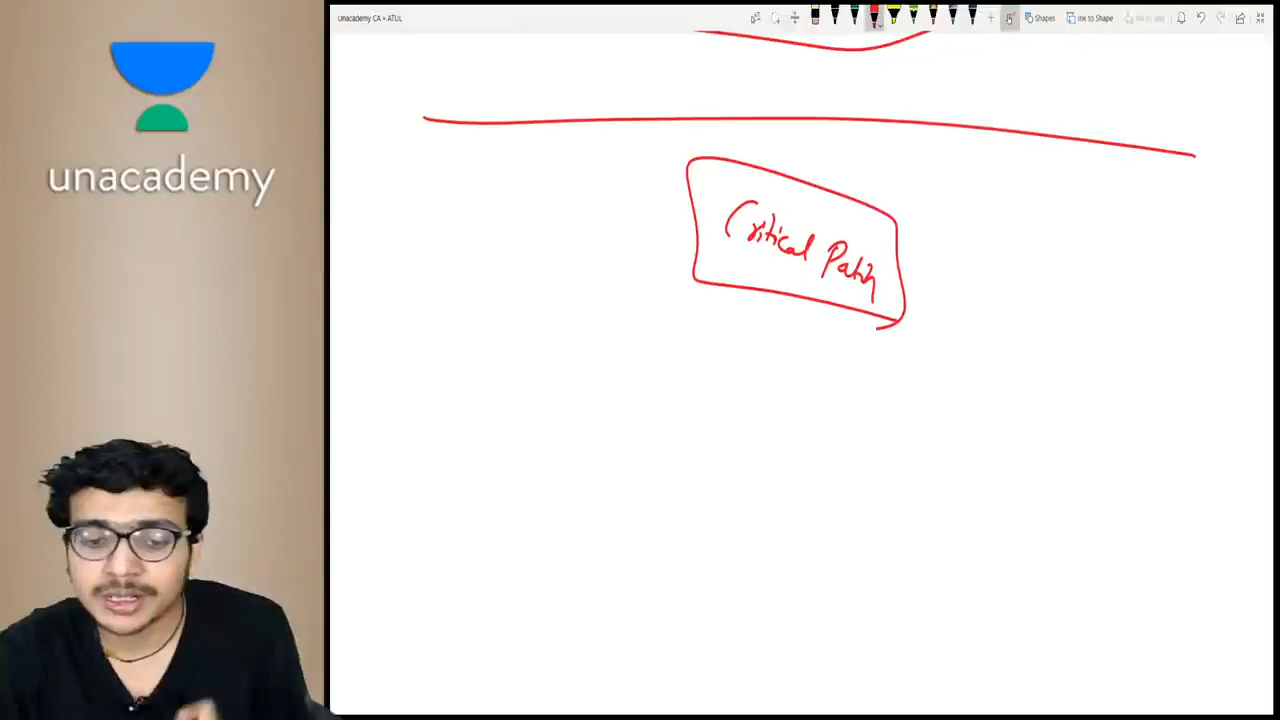 unacademy CA > ATUL
Shapes
Ink to Shape
unacademy
Critical Path